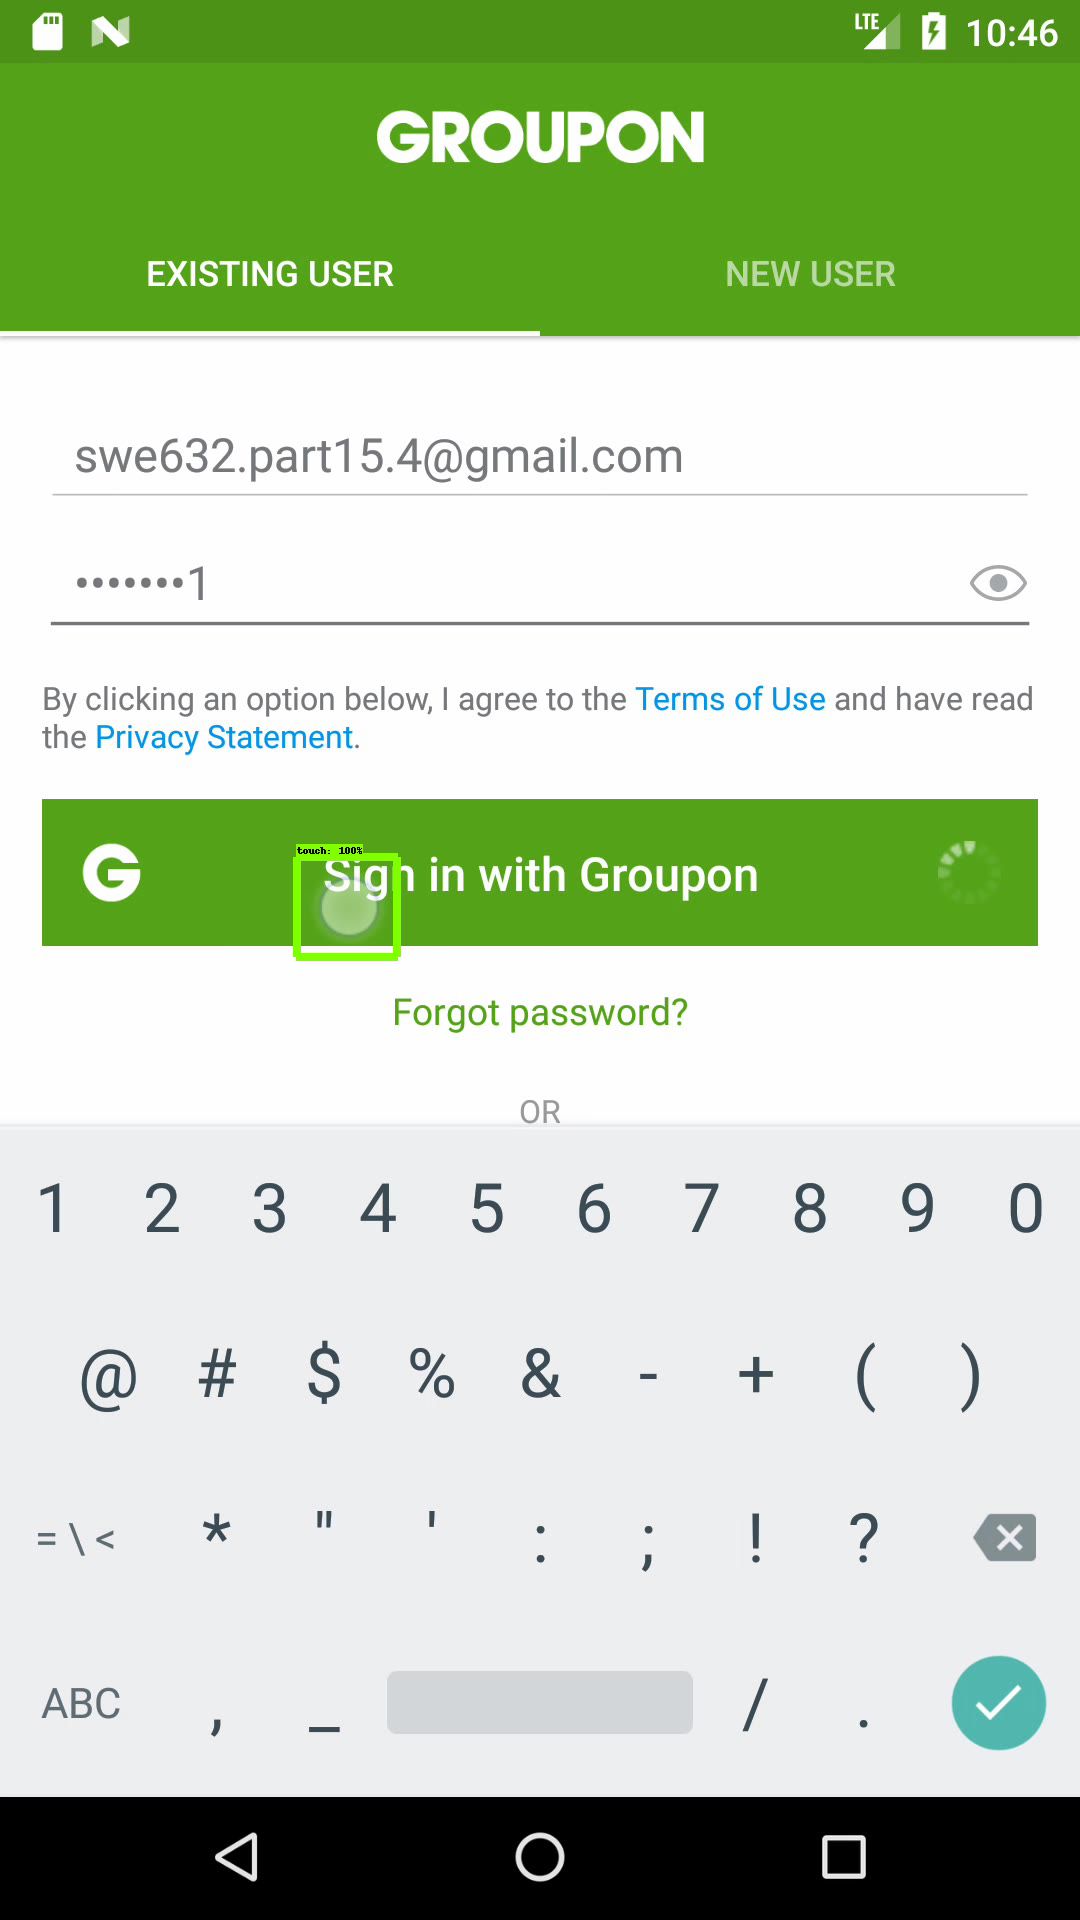 LTE 10:46
GROUPON
EXISTING USER NEW USER
swe632.part15.4@gmail.com
•••••••1
By clicking an option below, I agree to the Terms of Use and have read
the Privacy Statement.
touch: 100%
G Sign in with Groupon
Forgot password?
OR
1 2 3 4 5 6 7 8 9 0
@ # $ % & - + ( )
= \ < * " ' : ; ! ?
ABC , _ / .